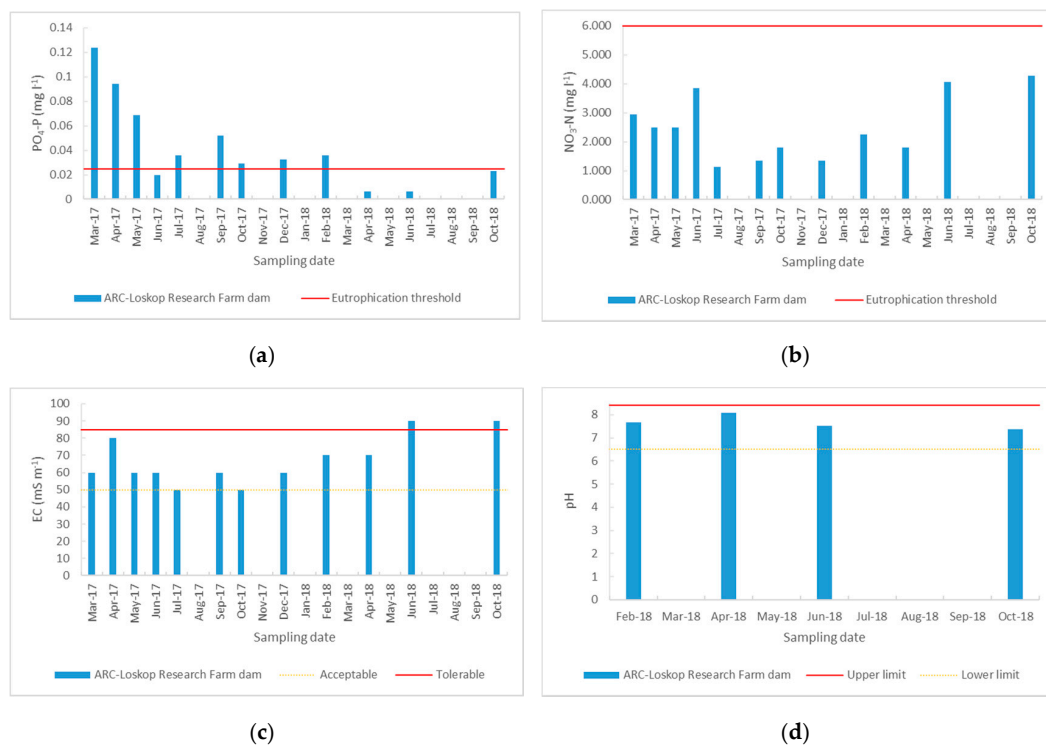 0.14
0.12
0.1
0.08
0.06
0.04
0.02
0
PO₄-P (mg l⁻¹)
Mar-17
Apr-17
May-17
Jun-17
Jul-17
Aug-17
Sep-17
Oct-17
Nov-17
Dec-17
Jan-18
Feb-18
Mar-18
Apr-18
May-18
Jun-18
Jul-18
Aug-18
Sep-18
Oct-18
Sampling date
ARC-Loskop Research Farm dam
Eutrophication threshold
(a)
6.000
5.000
4.000
3.000
2.000
1.000
0.000
NO₃-N (mg l⁻¹)
Mar-17
Apr-17
May-17
Jun-17
Jul-17
Aug-17
Sep-17
Oct-17
Nov-17
Dec-17
Jan-18
Feb-18
Mar-18
Apr-18
May-18
Jun-18
Jul-18
Aug-18
Sep-18
Oct-18
Sampling date
ARC-Loskop Research Farm dam
Eutrophication threshold
(b)
100
90
80
70
60
50
40
30
20
10
0
EC (mS m⁻¹)
Mar-17
Apr-17
May-17
Jun-17
Jul-17
Aug-17
Sep-17
Oct-17
Nov-17
Dec-17
Jan-18
Feb-18
Mar-18
Apr-18
May-18
Jun-18
Jul-18
Aug-18
Sep-18
Oct-18
Sampling date
ARC-Loskop Research Farm dam
Acceptable
Tolerable
(c)
8
7
6
5
4
3
2
1
0
pH
Feb-18
Mar-18
Apr-18
May-18
Jun-18
Jul-18
Aug-18
Sep-18
Oct-18
Sampling date
ARC-Loskop Research Farm dam
Upper limit
Lower limit
(d)